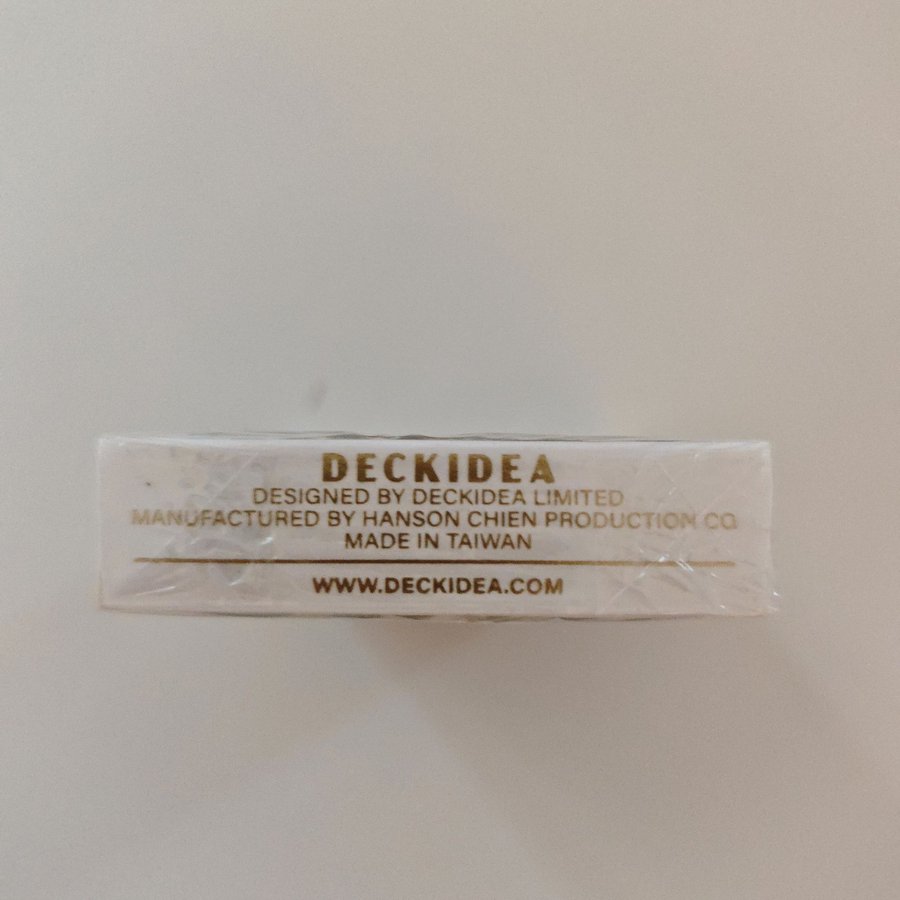 DECKIDEA
DESIGNED BY DECKIDEA LIMITED
MANUFACTURED BY HANSON CHIEN PRODUCTION CO.
MADE IN TAIWAN
WWW.DECKIDEA.COM